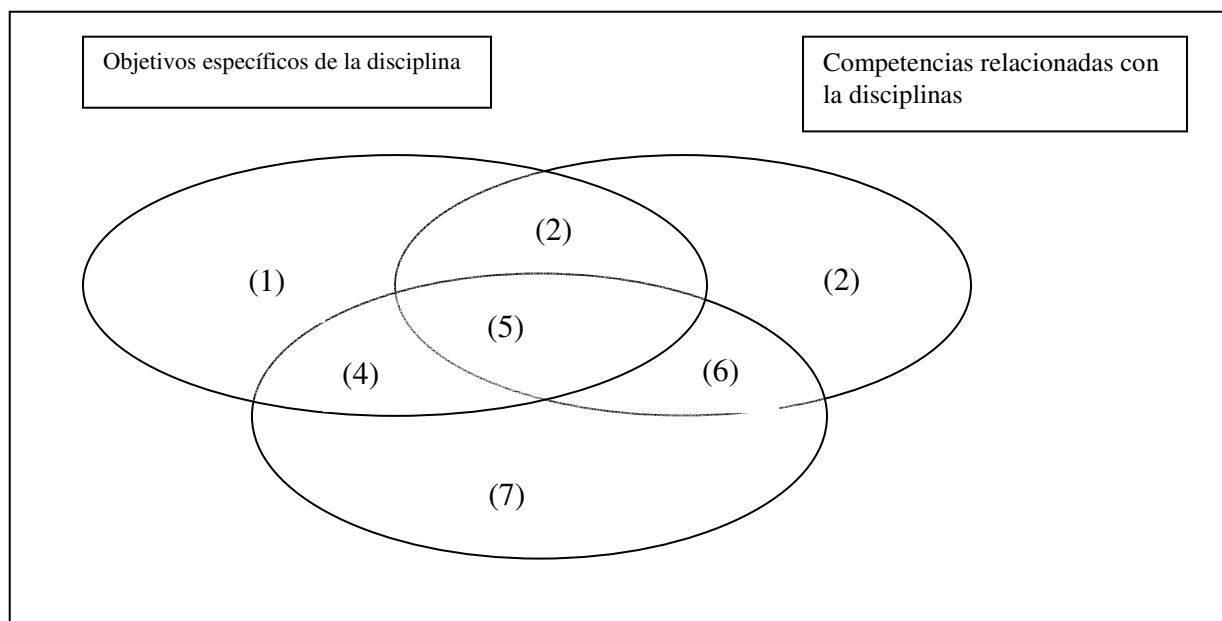 Objetivos específicos de la disciplina
Competencias relacionadas con
la disciplinas
(2)
(1)
(2)
(5)
(4)
(6)
(7)